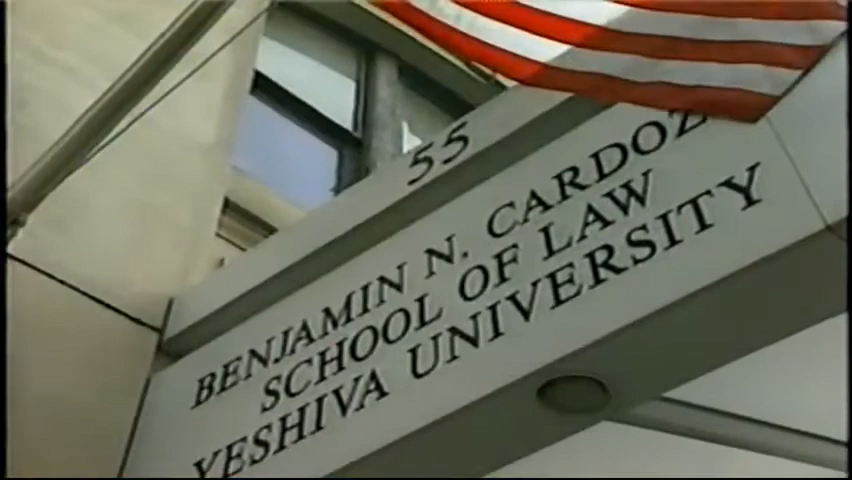 55
BENJAMIN N. CARDOZ
SCHOOL OF LAW
YESHIVA UNIVERSITY